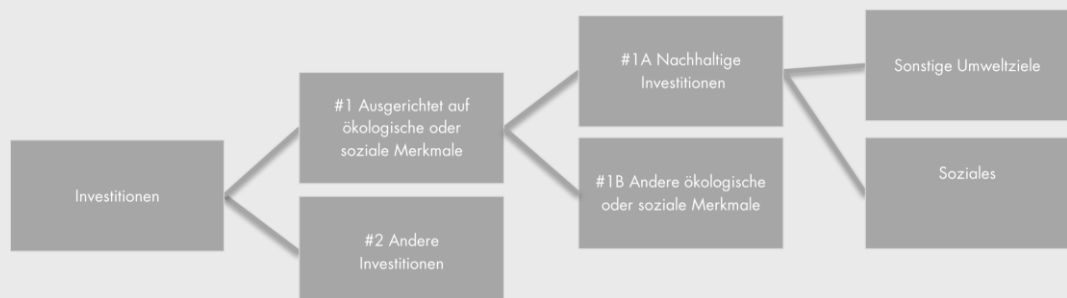 Investitionen
#1 Ausgerichtet auf
ökologische oder
soziale Merkmale
#2 Andere
Investitionen
#1A Nachhaltige
Investitionen
#1B Andere ökologische
oder soziale Merkmale
Sonstige Umweltziele
Soziales